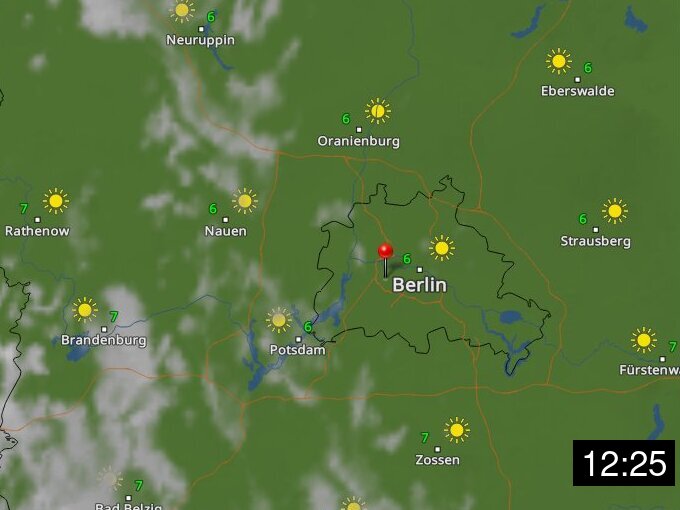 6
Neuruppin
6
Eberswalde
6
Oranienburg
7
Rathenow
6
Nauen
6
Strausberg
6
Berlin
7
Brandenburg
6
Potsdam
7
Fürstenwa
7
Zossen
12:25
7
Bad Belzig